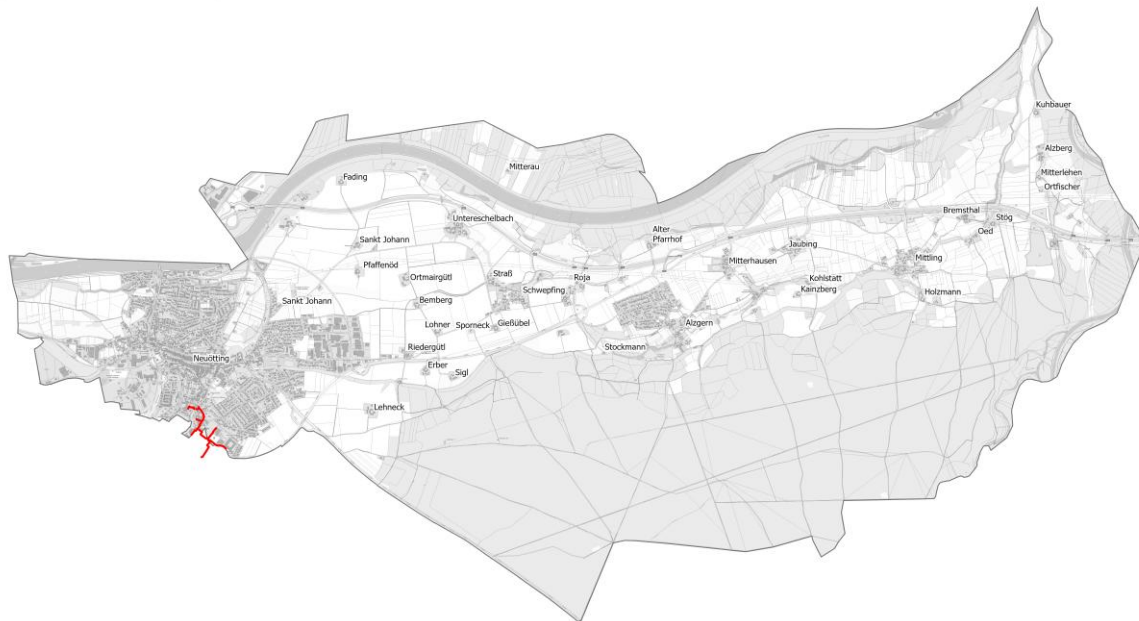 Kuhbauer
Alzberg
Mitterau
Mitterlehen
Fading
Ortfischer
Untereschelbach
Bremsthal
Stög
Alter
Pfarrhof
Oed
Sankt Johann
Jaubing
Mitterhausen
Mittling
Pfaffenöd
Ortmairgütl
Straß
Roja
Kohlstatt
Schwepfing
Kainzberg
Sankt Johann
Bemberg
Holzmann
Lohner
Sporneck
Gießübel
Alzgern
Stockmann
Riedergütl
Neuötting
Erber
Sigl
Lehneck